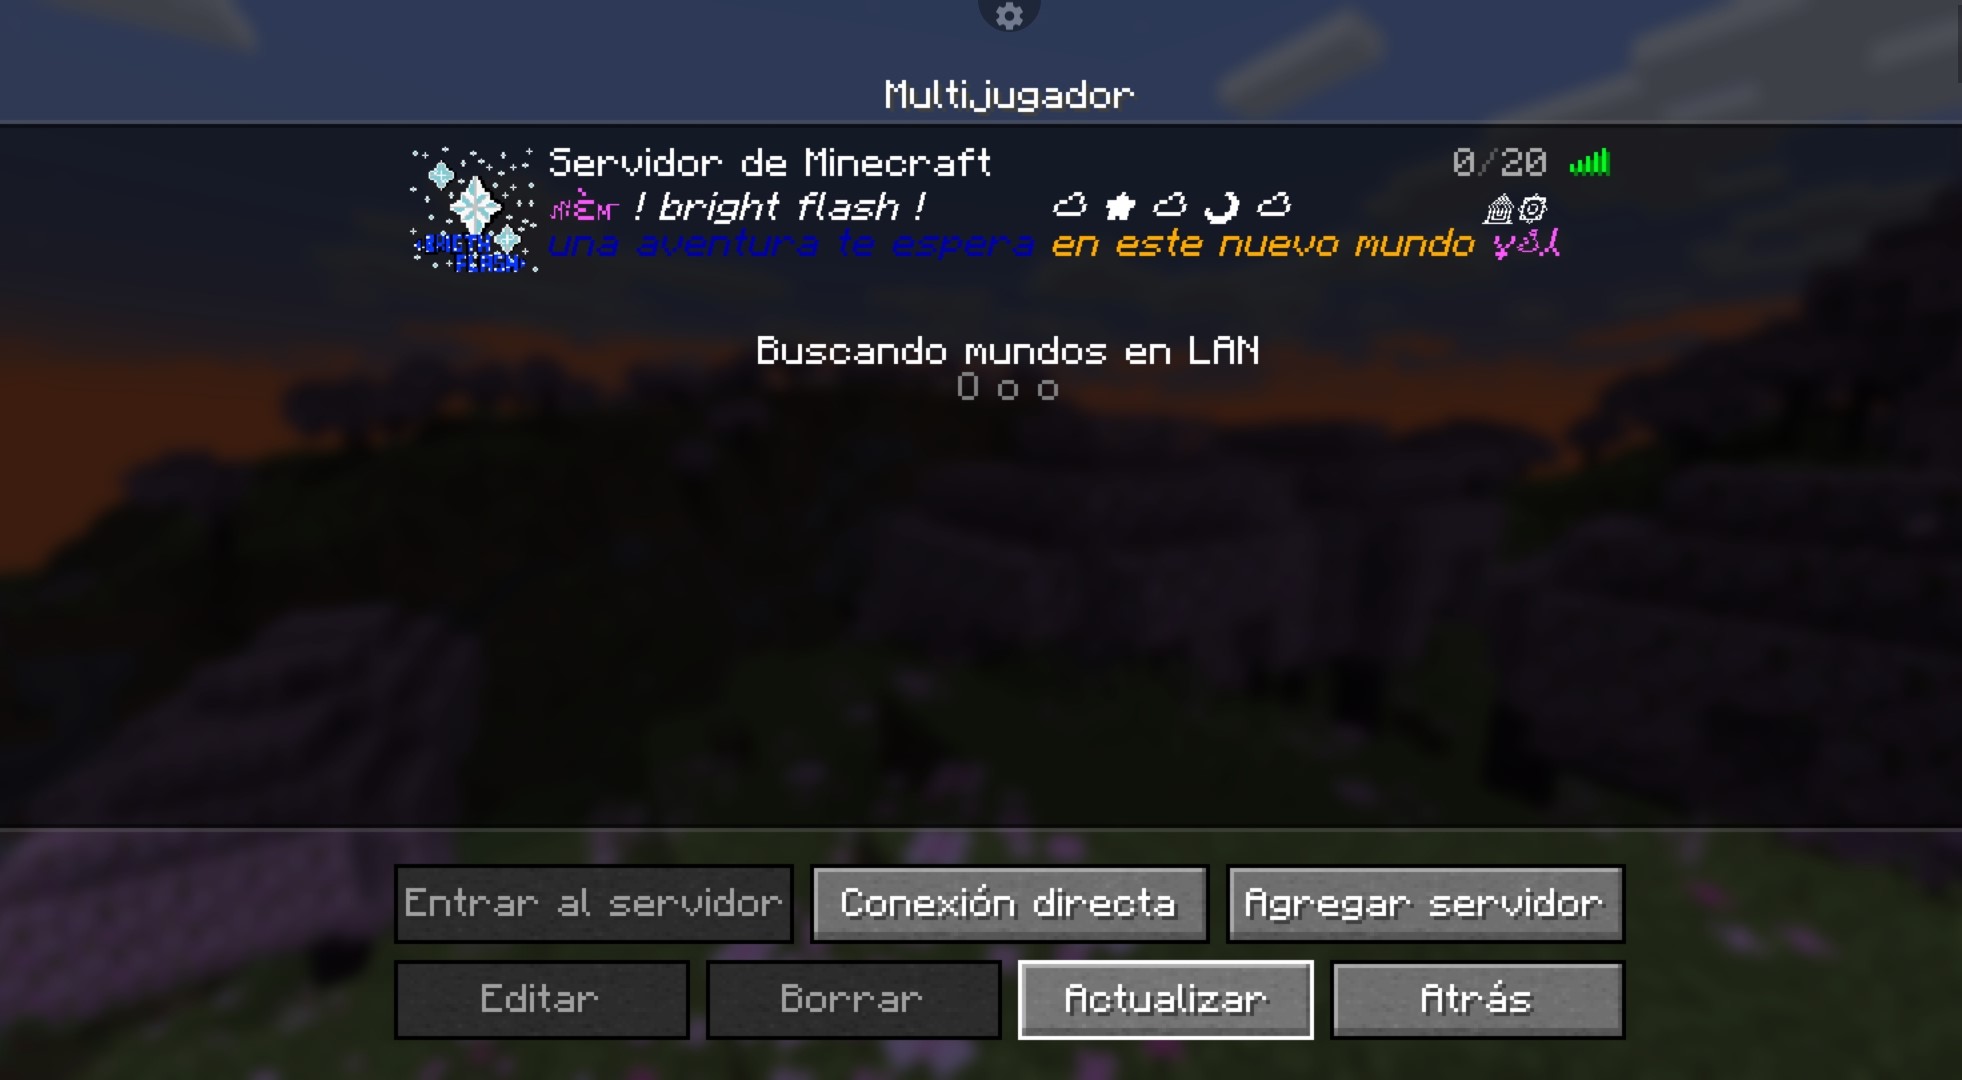 Multijugador
Servidor de Minecraft 0/20
! bright flash !
una aventura te espera en este nuevo mundo
Buscando mundos en LAN
O o o
Entrar al servidor
Conexión directa
Agregar servidor
Editar
Borrar
Actualizar
Atrás